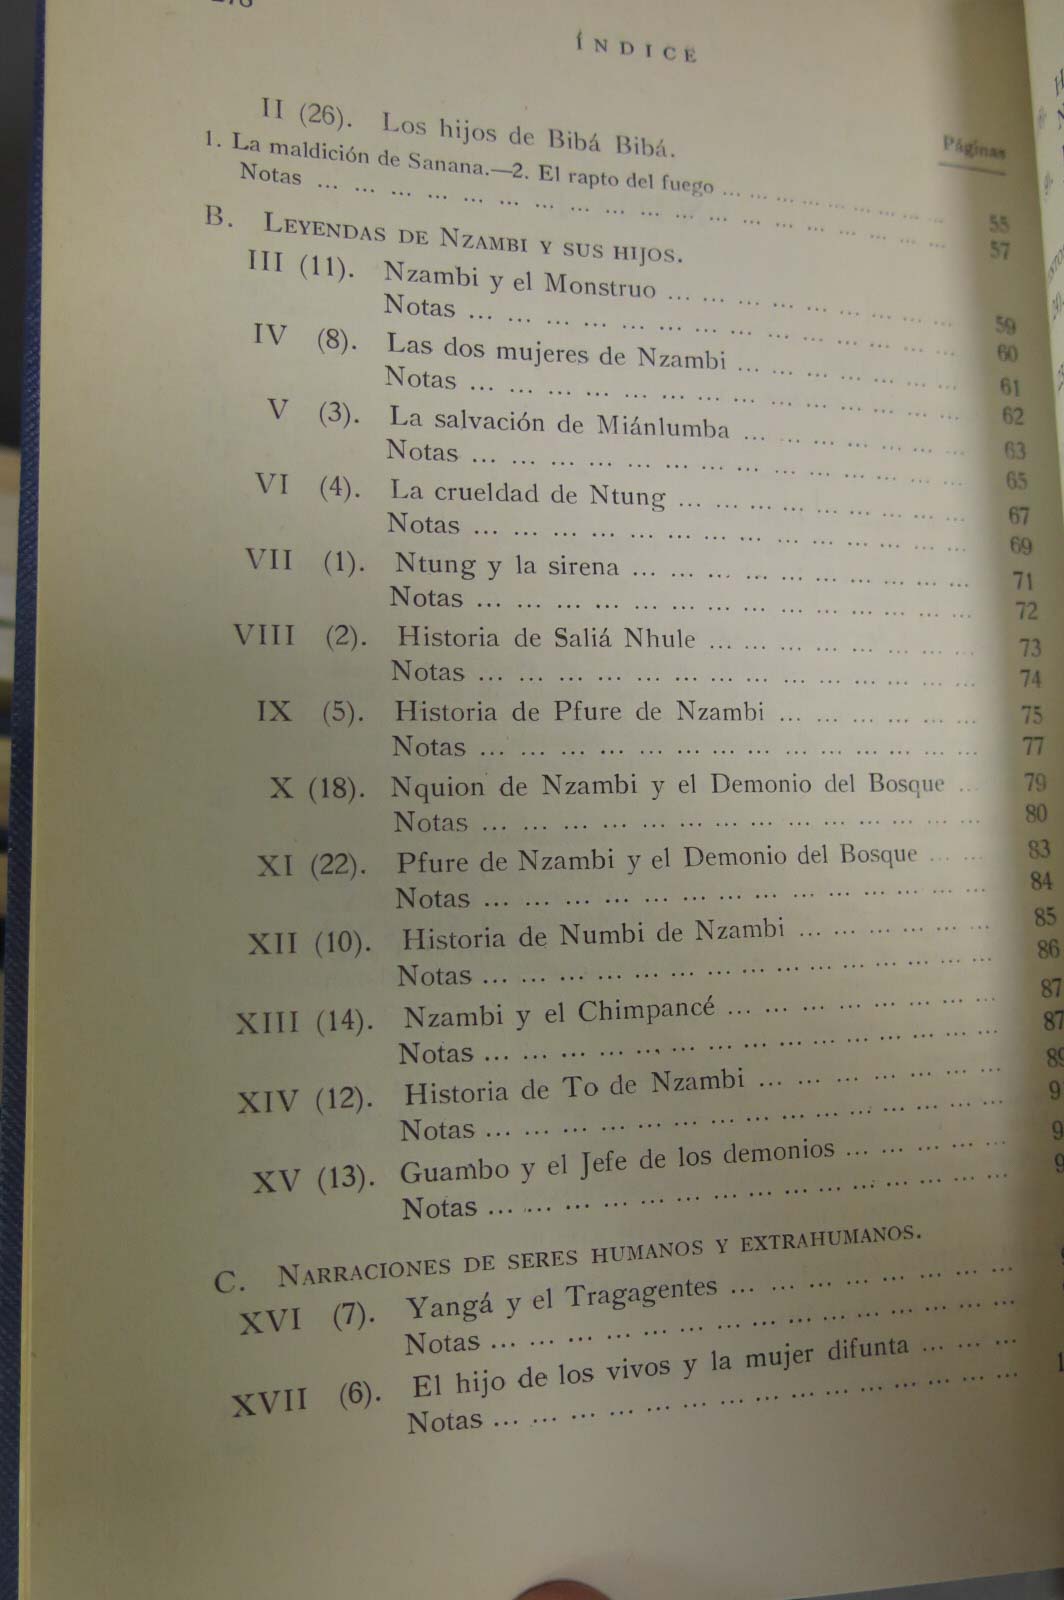 ÍNDICE
Páginas
II (26). Los hijos de Bibá Bibá.
1. La maldición de Sanana.—2. El rapto del fuego ... ... ... ... ... ... ... 55
Notas ... ... ... ... ... ... ... ... ... ... ... ... ... ... ... ... ... 57
B. LEYENDAS DE NZAMBI Y SUS HIJOS.
III (11). Nzambi y el Monstruo ... ... ... ... ... ... ... ... 59
Notas ... ... ... ... ... ... ... ... ... ... ... ... ... 60
IV (8). Las dos mujeres de Nzambi ... ... ... ... ... ... 61
Notas ... ... ... ... ... ... ... ... ... ... ... ... ... 62
V (3). La salvación de Miánlumba ... ... ... ... ... ... 63
Notas ... ... ... ... ... ... ... ... ... ... ... ... ... 65
VI (4). La crueldad de Ntung ... ... ... ... ... ... ... ... 67
Notas ... ... ... ... ... ... ... ... ... ... ... ... ... 69
VII (1). Ntung y la sirena ... ... ... ... ... ... ... ... ... 71
Notas ... ... ... ... ... ... ... ... ... ... ... ... ... 72
VIII (2). Historia de Saliá Nhule ... ... ... ... ... ... ... 73
Notas ... ... ... ... ... ... ... ... ... ... ... ... ... 74
IX (5). Historia de Pfure de Nzambi ... ... ... ... ... ... 75
Notas ... ... ... ... ... ... ... ... ... ... ... ... ... 77
X (18). Nquion de Nzambi y el Demonio del Bosque ... 79
Notas ... ... ... ... ... ... ... ... ... ... ... ... ... 80
XI (22). Pfure de Nzambi y el Demonio del Bosque ... ... 83
Notas ... ... ... ... ... ... ... ... ... ... ... ... ... 84
XII (10). Historia de Numbi de Nzambi ... ... ... ... ... 85
Notas ... ... ... ... ... ... ... ... ... ... ... ... ... 86
XIII (14). Nzambi y el Chimpancé ... ... ... ... ... ... ... 87
Notas ... ... ... ... ... ... ... ... ... ... ... ... ... 87
XIV (12). Historia de To de Nzambi ... ... ... ... ... ... ... 89
Notas ... ... ... ... ... ... ... ... ... ... ... ... ...
XV (13). Guambo y el Jefe de los demonios ... ... ... ... ...
Notas ... ... ... ... ... ... ... ... ... ... ... ... ...
C. NARRACIONES DE SERES HUMANOS Y EXTRAHUMANOS.
XVI (7). Yangá y el Tragagentes ... ... ... ... ... ... ... ...
Notas ... ... ... ... ... ... ... ... ... ... ... ... ...
XVII (6). El hijo de los vivos y la mujer difunta ... ... ...
Notas ... ... ... ... ... ... ... ... ... ... ... ... ...